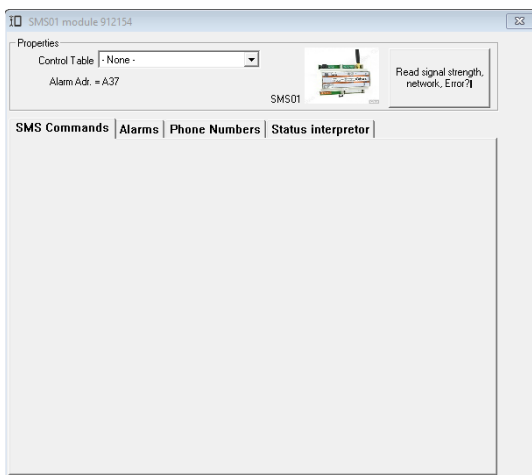 SMS01 module 912154
Properties
Control Table - None -
Alarm Adr. = A37
SMS01
Read signal strength,
network, Error?|
SMS Commands Alarms Phone Numbers Status interpretor